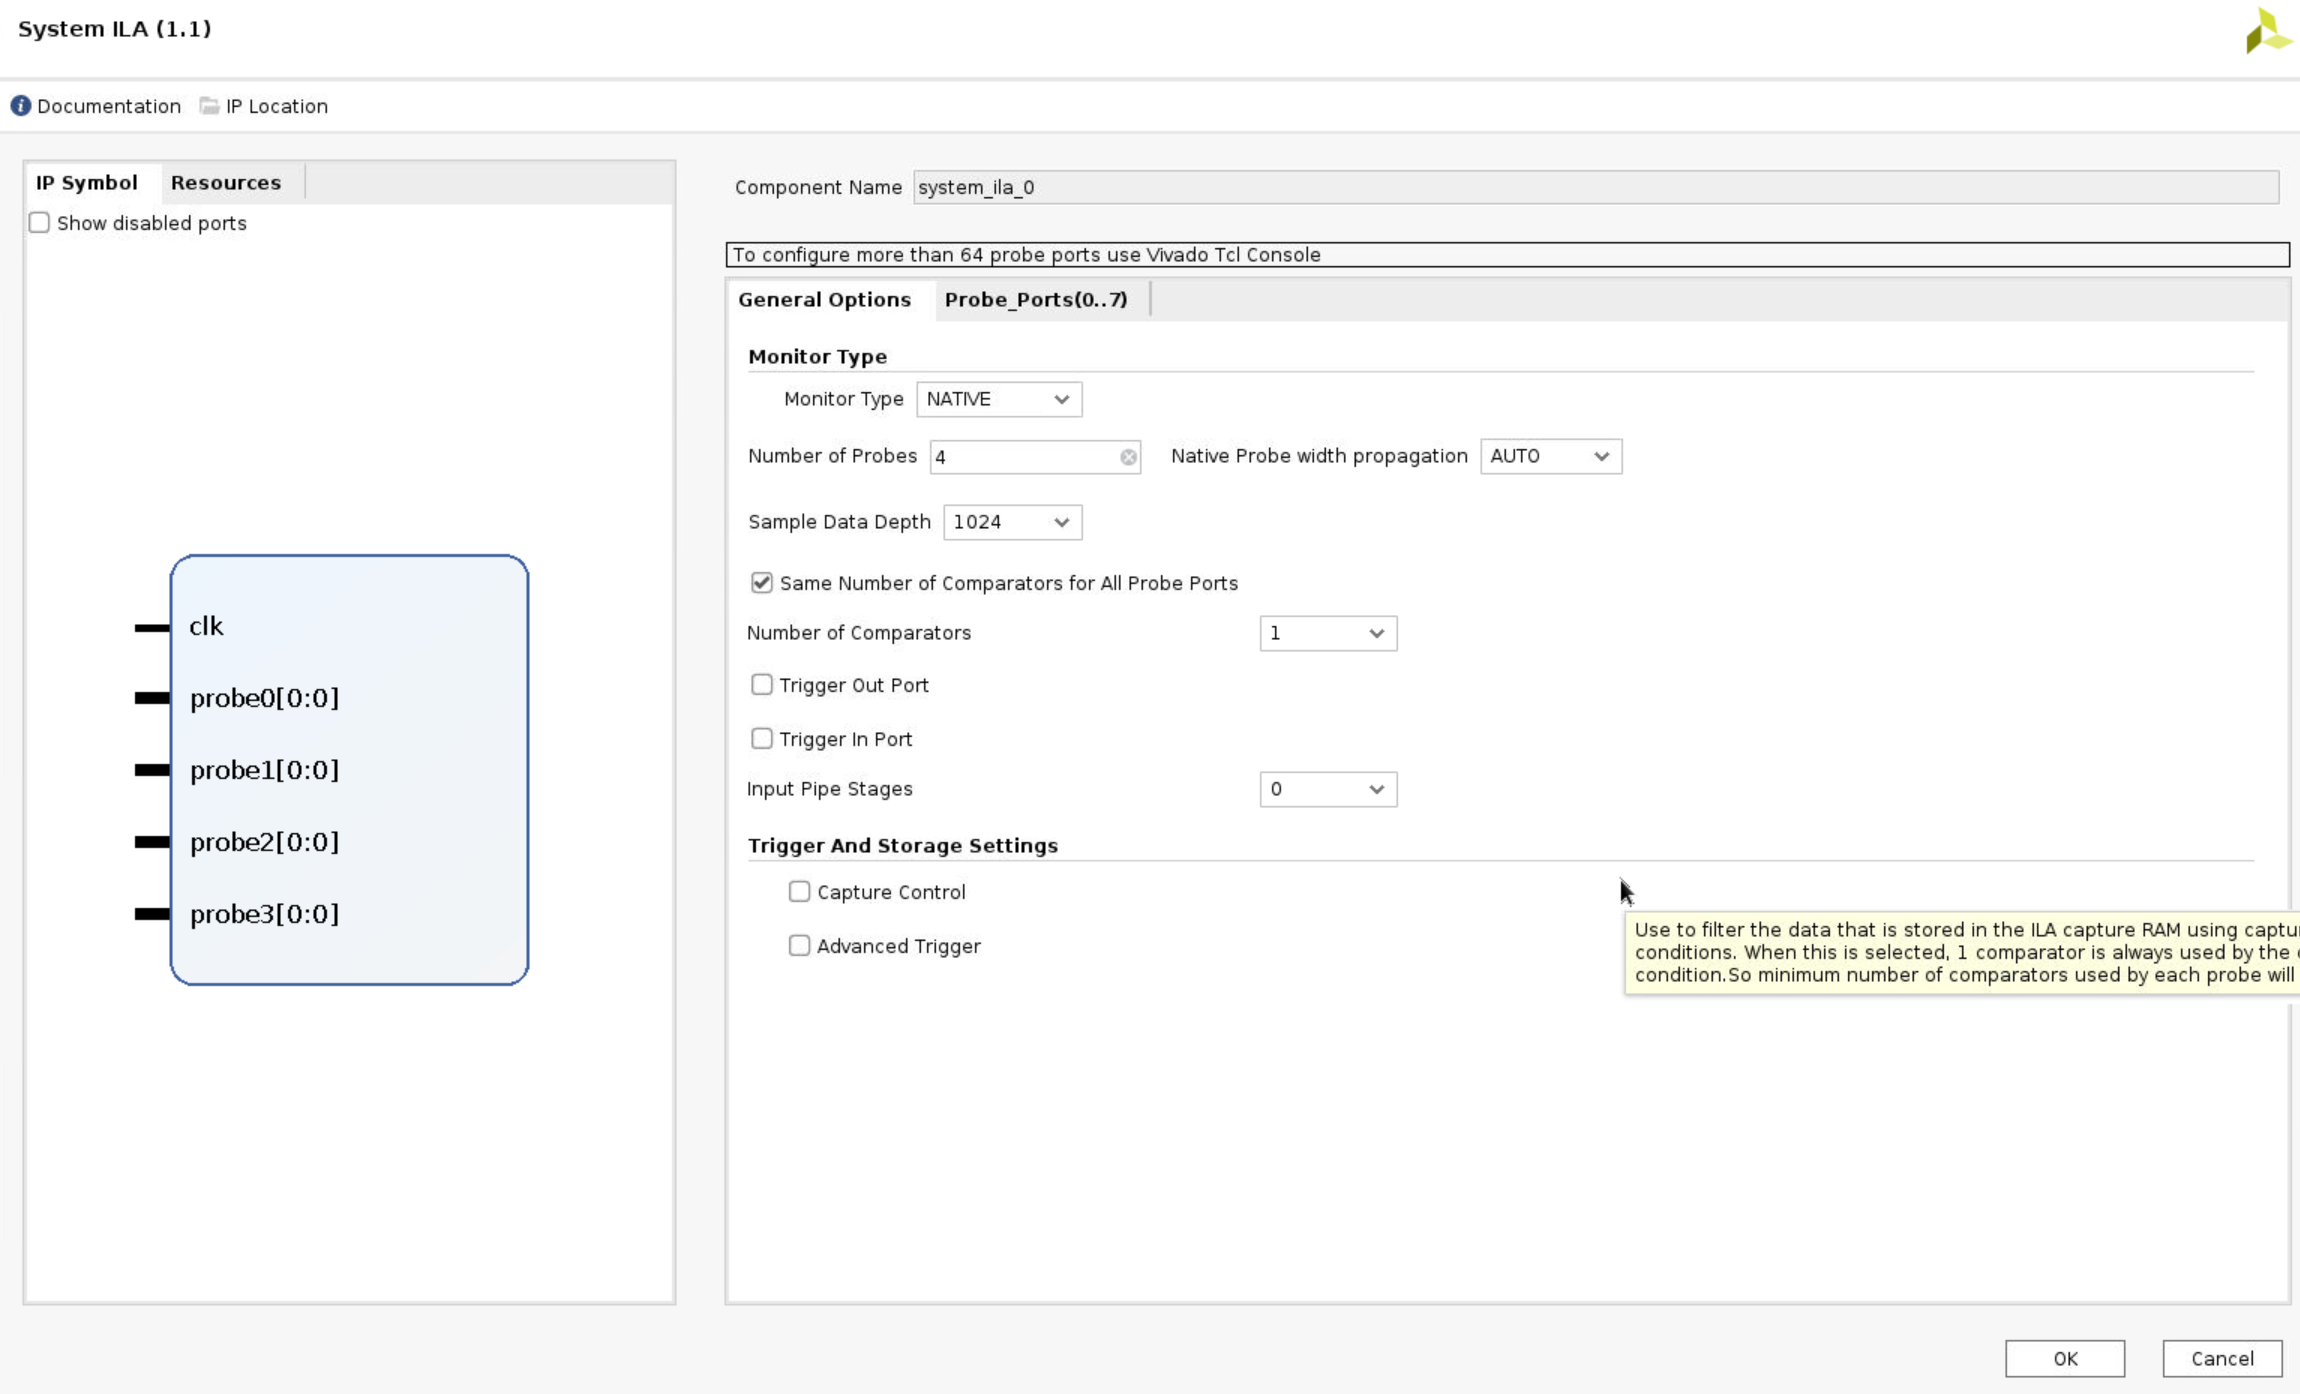 System ILA (1.1)
Documentation IP Location
IP Symbol Resources
Show disabled ports
clk
probe0[0:0]
probe1[0:0]
probe2[0:0]
probe3[0:0]
Component Name system_ila_0
To configure more than 64 probe ports use Vivado Tcl Console
General Options Probe_Ports(0..7)
Monitor Type
Monitor Type NATIVE
Number of Probes 4 Native Probe width propagation AUTO
Sample Data Depth 1024
Same Number of Comparators for All Probe Ports
Number of Comparators 1
Trigger Out Port
Trigger In Port
Input Pipe Stages 0
Trigger And Storage Settings
Capture Control
Advanced Trigger
Use to filter the data that is stored in the ILA capture RAM using
conditions. When this is selected, 1 comparator is always used by the
condition.So minimum number of comparators used by each probe will
OK Cancel